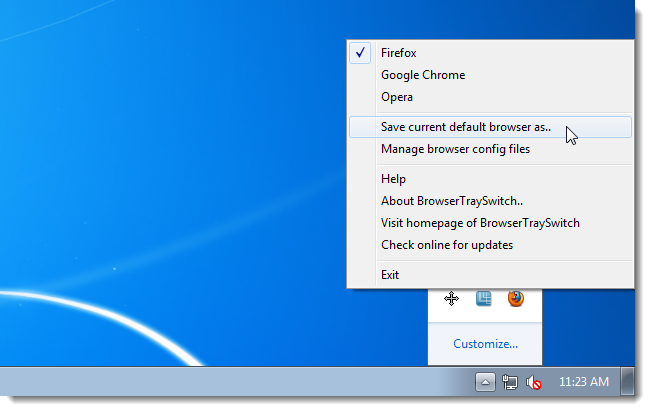 Firefox
Google Chrome
Opera
Save current default browser as..
Manage browser config files
Help
About BrowserTraySwitch..
Visit homepage of BrowserTraySwitch
Check online for updates
Exit
Customize...
11:23 AM